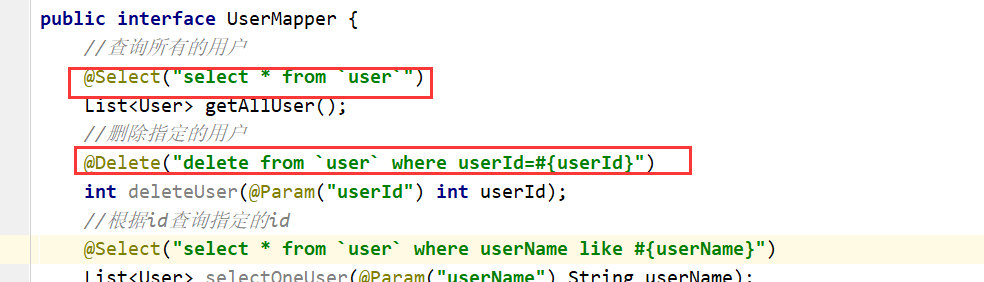 public interface UserMapper {
//查询所有的用户
@Select("select * from `user`")
List<User> getAllUser();
//删除指定的用户
@Delete("delete from `user` where userId=#{userId}")
int deleteUser(@Param("userId") int userId);
//根据id查询指定的id
@Select("select * from `user` where userName like #{userName}")
List<User> selectOneUser(@Param("userName") String userName);